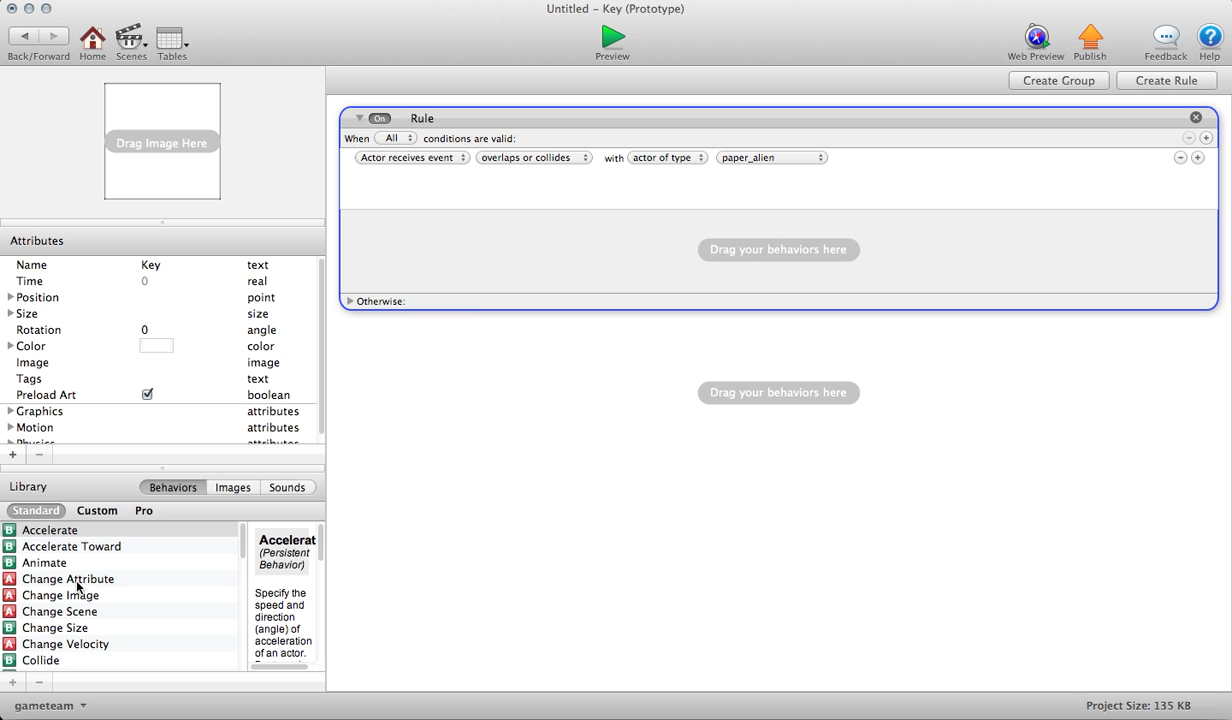 Untitled – Key (Prototype)
Back/Forward Home Scenes Tables Preview Web Preview Publish Feedback Help
Create Group Create Rule
Drag Image Here
On Rule
When All conditions are valid:
Actor receives event overlaps or collides with actor of type paper_alien
Drag your behaviors here
Otherwise:
Drag your behaviors here
Attributes
Name Key text
Time 0 real
Position point
Size size
Rotation 0 angle
Color color
Image image
Tags text
Preload Art boolean
Graphics attributes
Motion attributes
Physics attributes
+ −
Library Behaviors Images Sounds
Standard Custom Pro
B Accelerate
B Accelerate Toward
B Animate
A Change Attribute
A Change Image
A Change Scene
B Change Size
A Change Velocity
B Collide
Accelerat
(Persistent
Behavior)
Specify the
speed and
direction
(angle) of
acceleration
of an actor.
+ −
gameteam Project Size: 135 KB